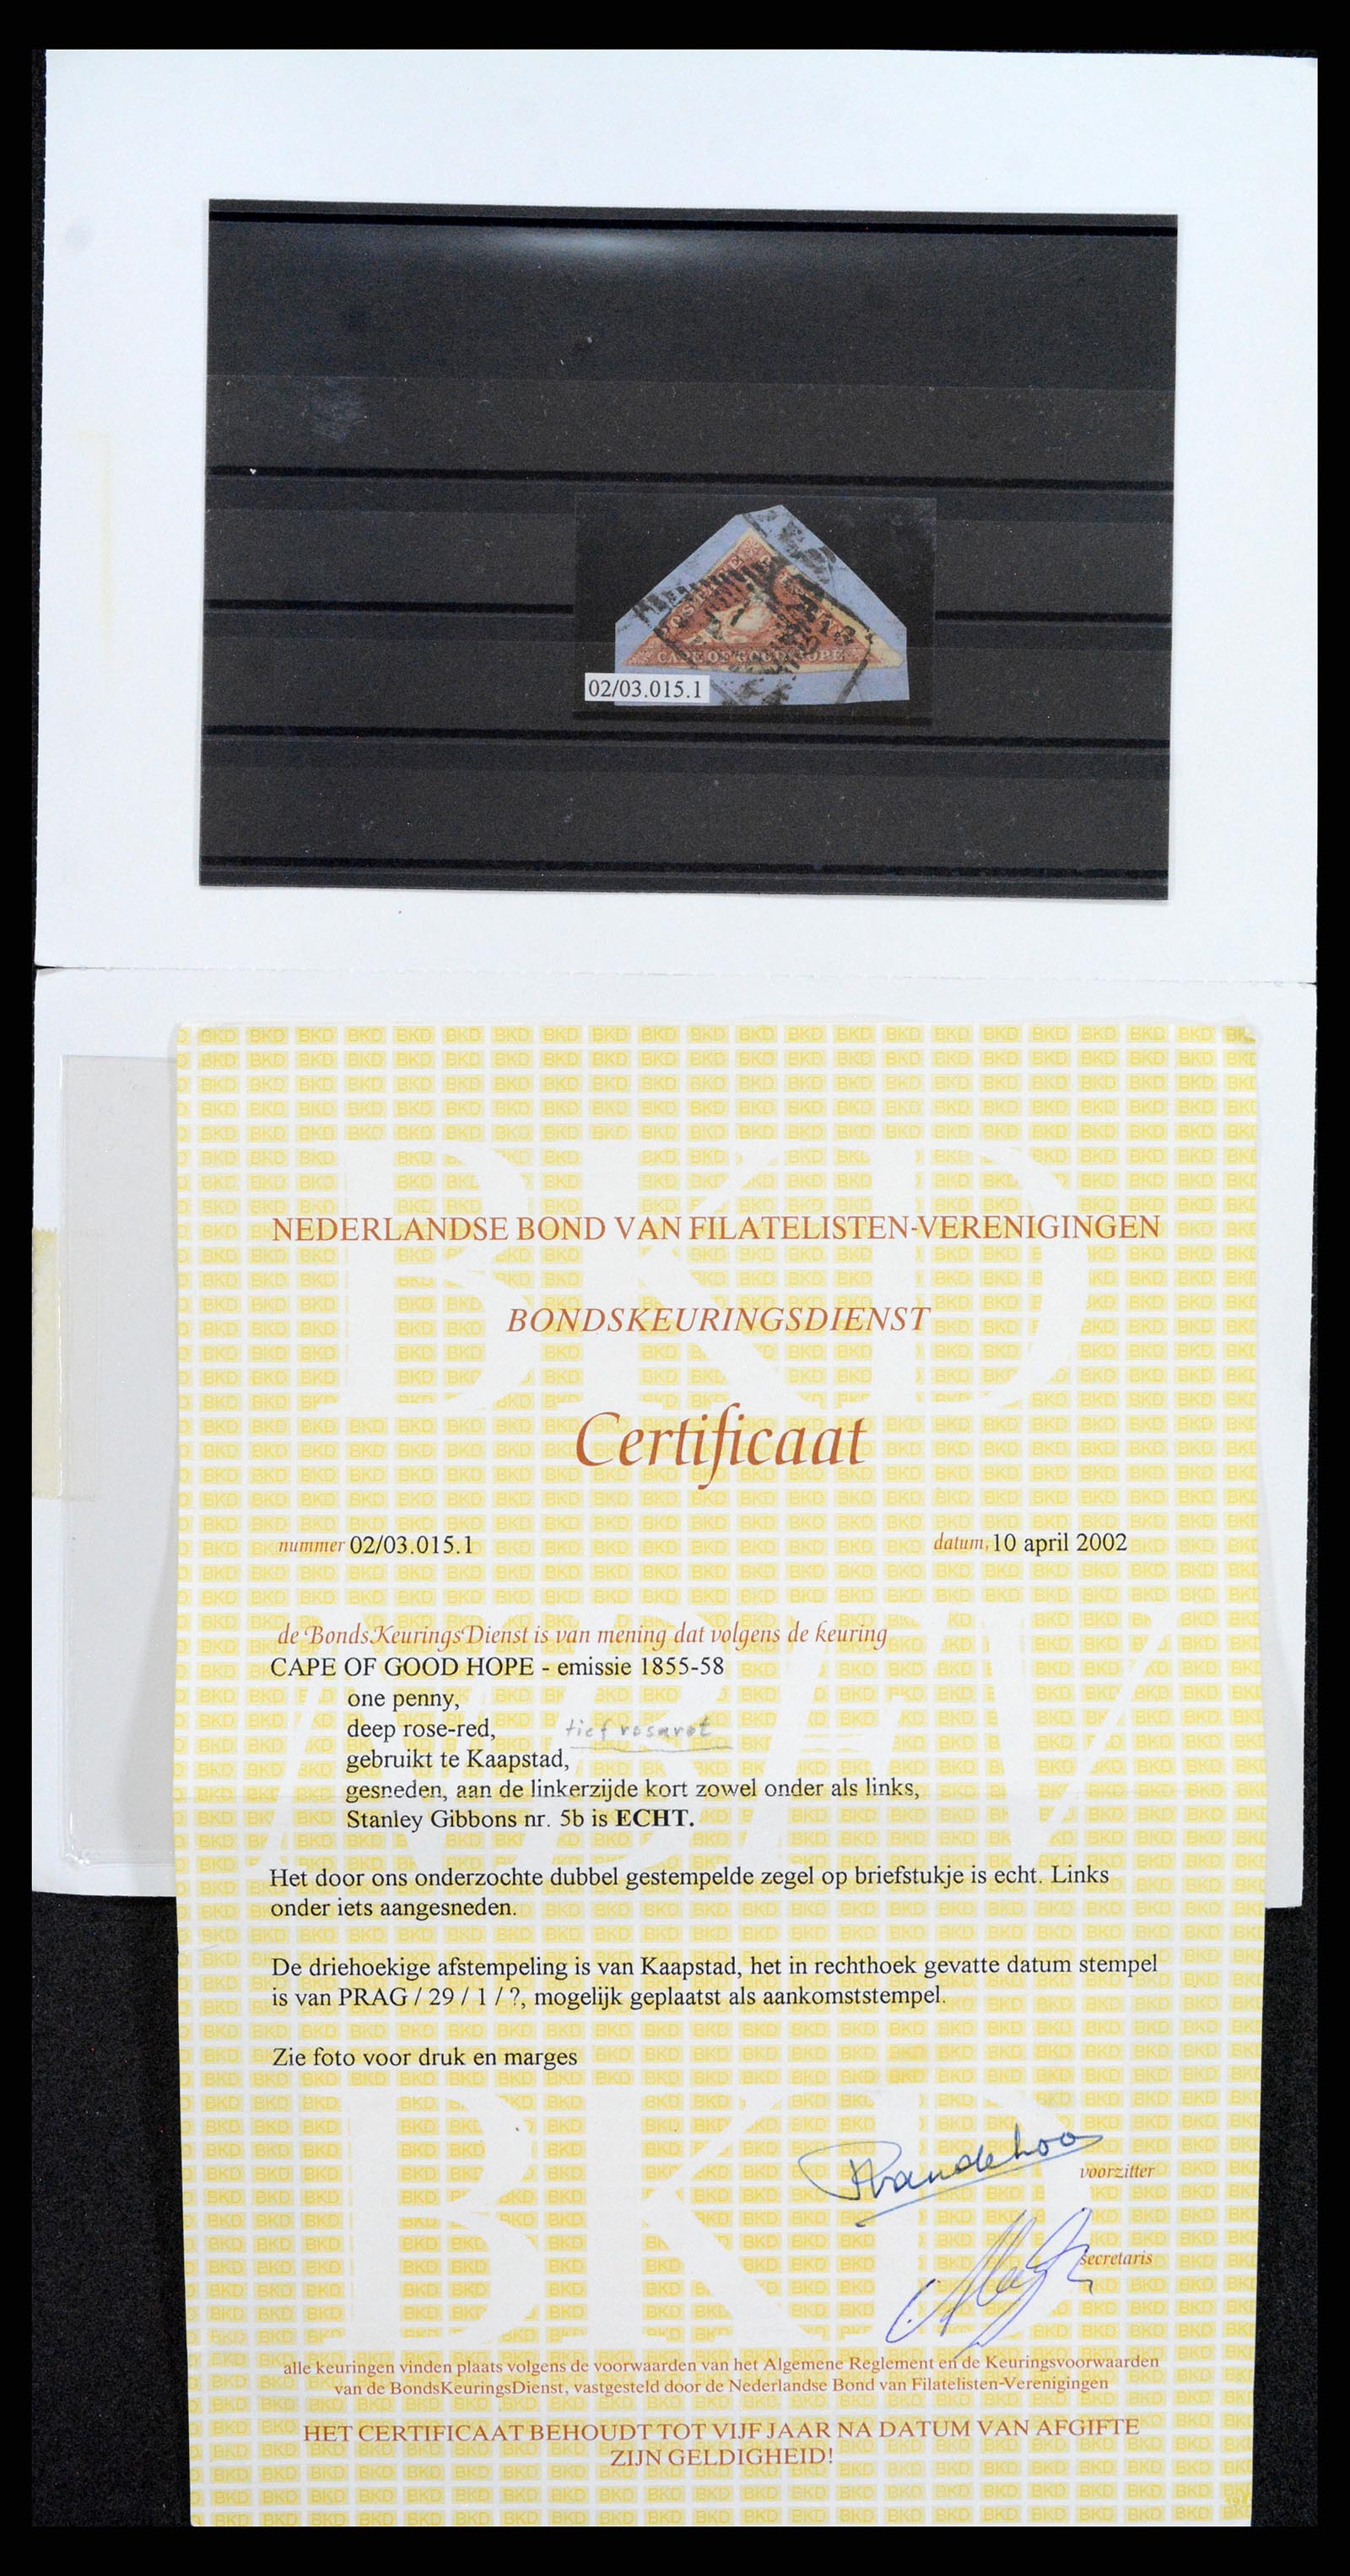 POSTAGE
CAPE OF GOOD HOPE
02/03.015.1
NEDERLANDSE BOND VAN FILATELISTEN-VERENIGINGEN
BONDSKEURINGSDIENST
Certificaat
nummer 02/03.015.1 datum, 10 april 2002
de BondsKeuringsDienst is van mening dat volgens de keuring
CAPE OF GOOD HOPE - emissie 1855-58
one penny,
deep rose-red, tief rosarot
gebruikt te Kaapstad,
gesneden, aan de linkerzijde kort zowel onder als links,
Stanley Gibbons nr. 5b is ECHT.
Het door ons onderzochte dubbel gestempelde zegel op briefstukje is echt. Links
onder iets aangesneden.
De driehoekige afstempeling is van Kaapstad, het in rechthoek gevatte datum stempel
is van PRAG / 29 / 1 / ?, mogelijk geplaatst als aankomststempel.
Zie foto voor druk en marges
voorzitter
secretaris
alle keuringen vinden plaats volgens de voorwaarden van het Algemene Reglement en de Keuringsvoorwaarden
van de BondsKeuringsDienst, vastgesteld door de Nederlandse Bond van Filatelisten-Verenigingen
HET CERTIFICAAT BEHOUDT TOT VIJF JAAR NA DATUM VAN AFGIFTE
ZIJN GELDIGHEID!